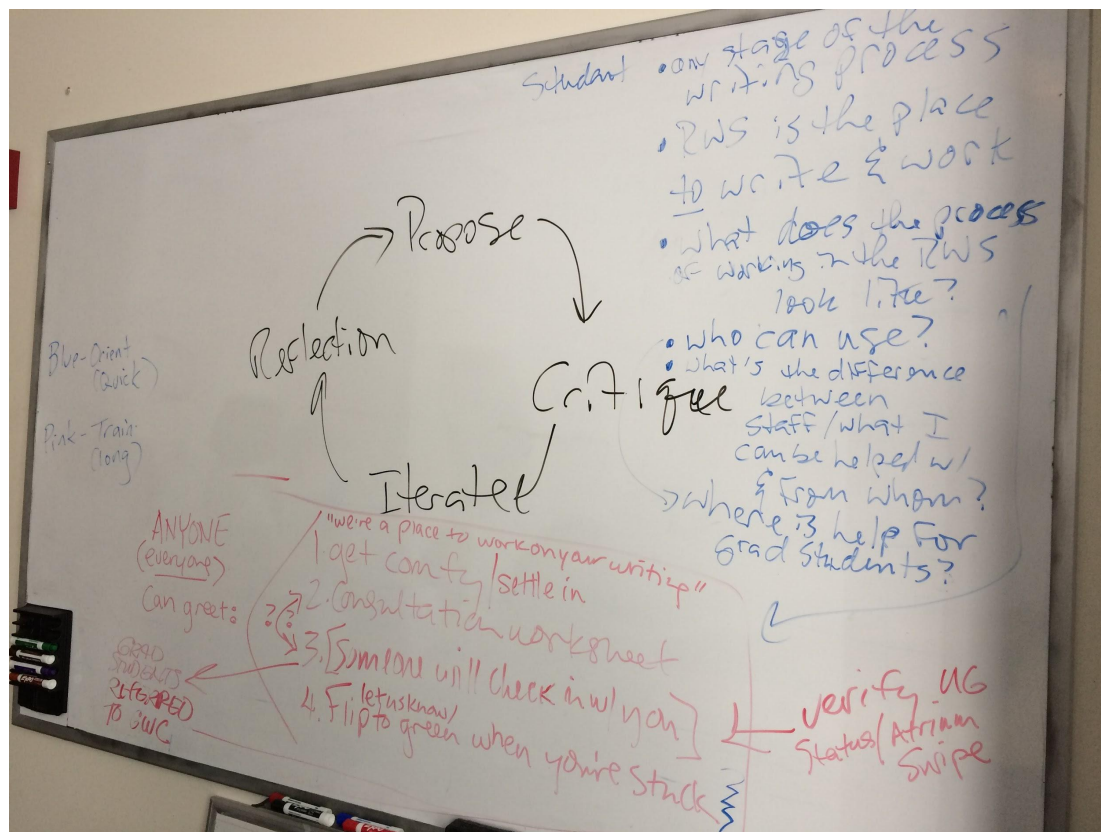 Student
• any stage of the
writing process
• RWS is the place
to write & work
• what does the process
of working in the RWS
look like?
• who can use?
• what's the difference
between
staff/what I
can be helped w/
& from whom?
→ where is help for
grad students?
Propose
Critique
Iterate
Reflection
Blue-Orient
(Quick)
Pink-Train-
(long)
ANYONE
(everyone)
Can greet:
"we're a place to work on your writing"
1. get comfy/settle in
2. Consultation worksheet
3. [Someone will check in w/ you]
let us know/
4. Flip to green when you're stuck
? ?
GRAD
STUDENTS
REFERRED
TO GWC
verify UG
Status/Atrium
Swipe